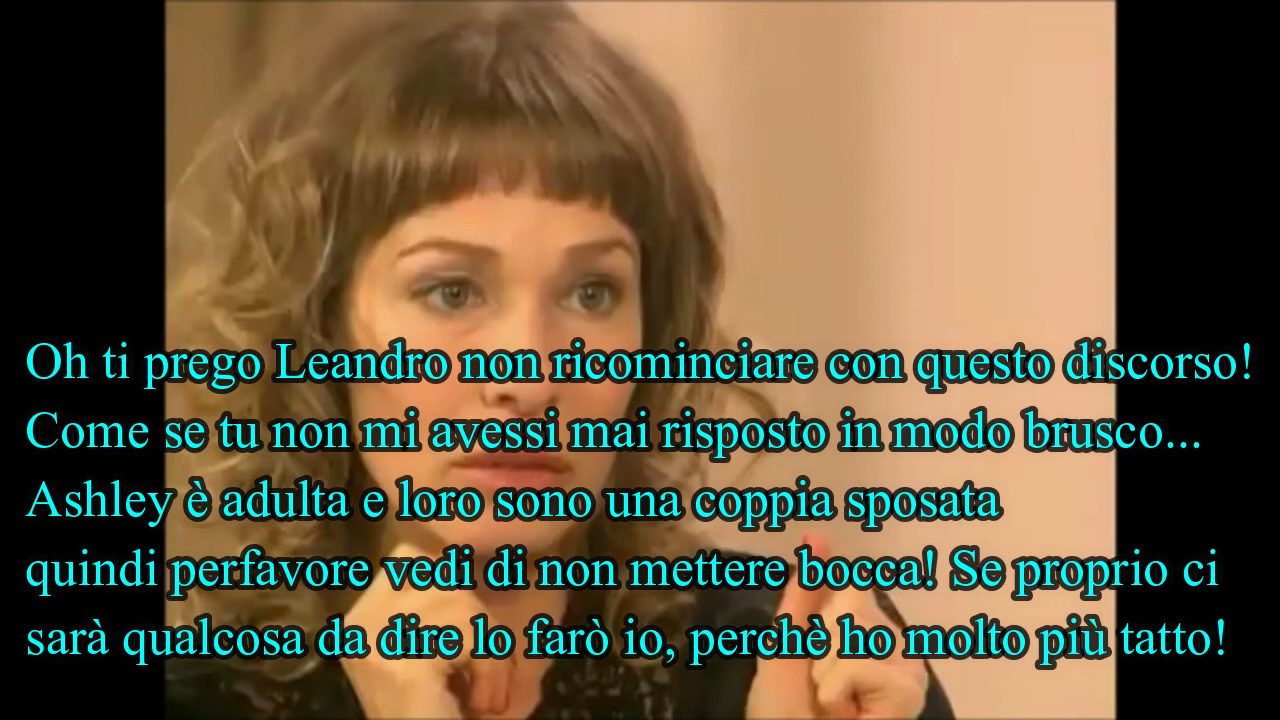 Oh ti prego Leandro non ricominciare con questo discorso!
Come se tu non mi avessi mai risposto in modo brusco...
Ashley è adulta e loro sono una coppia sposata
quindi perfavore vedi di non mettere bocca! Se proprio ci
sarà qualcosa da dire lo farò io, perchè ho molto più tatto!